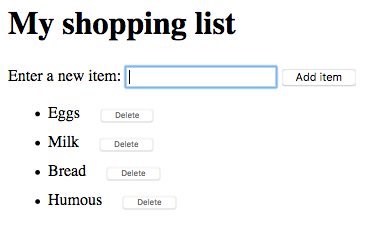 My shopping list
Enter a new item: Add item
Eggs Delete
Milk Delete
Bread Delete
Humous Delete